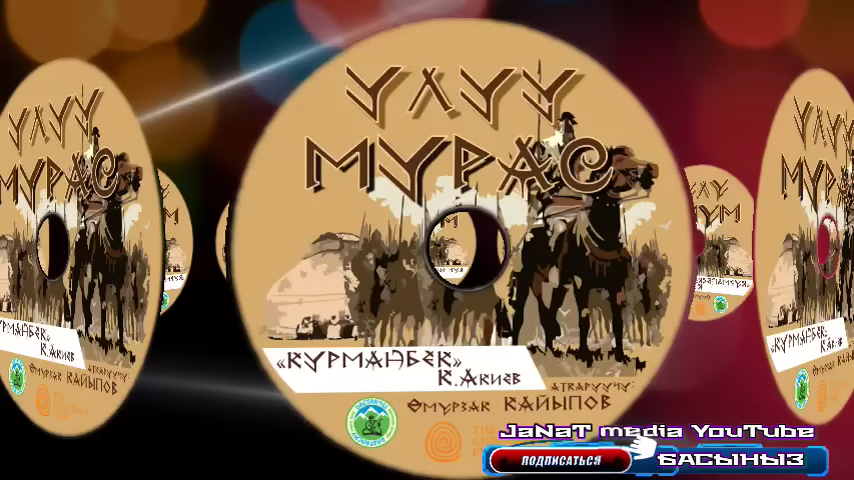 УЛУУ
МУРАС
«КУРМАНБЕК»
К.Акиев
аткаруучу:
Өмурзак КАЙЫПОВ
JaNaT media YouTube
ПОДПИСАТЬСЯ
БАСЫНЫЗ